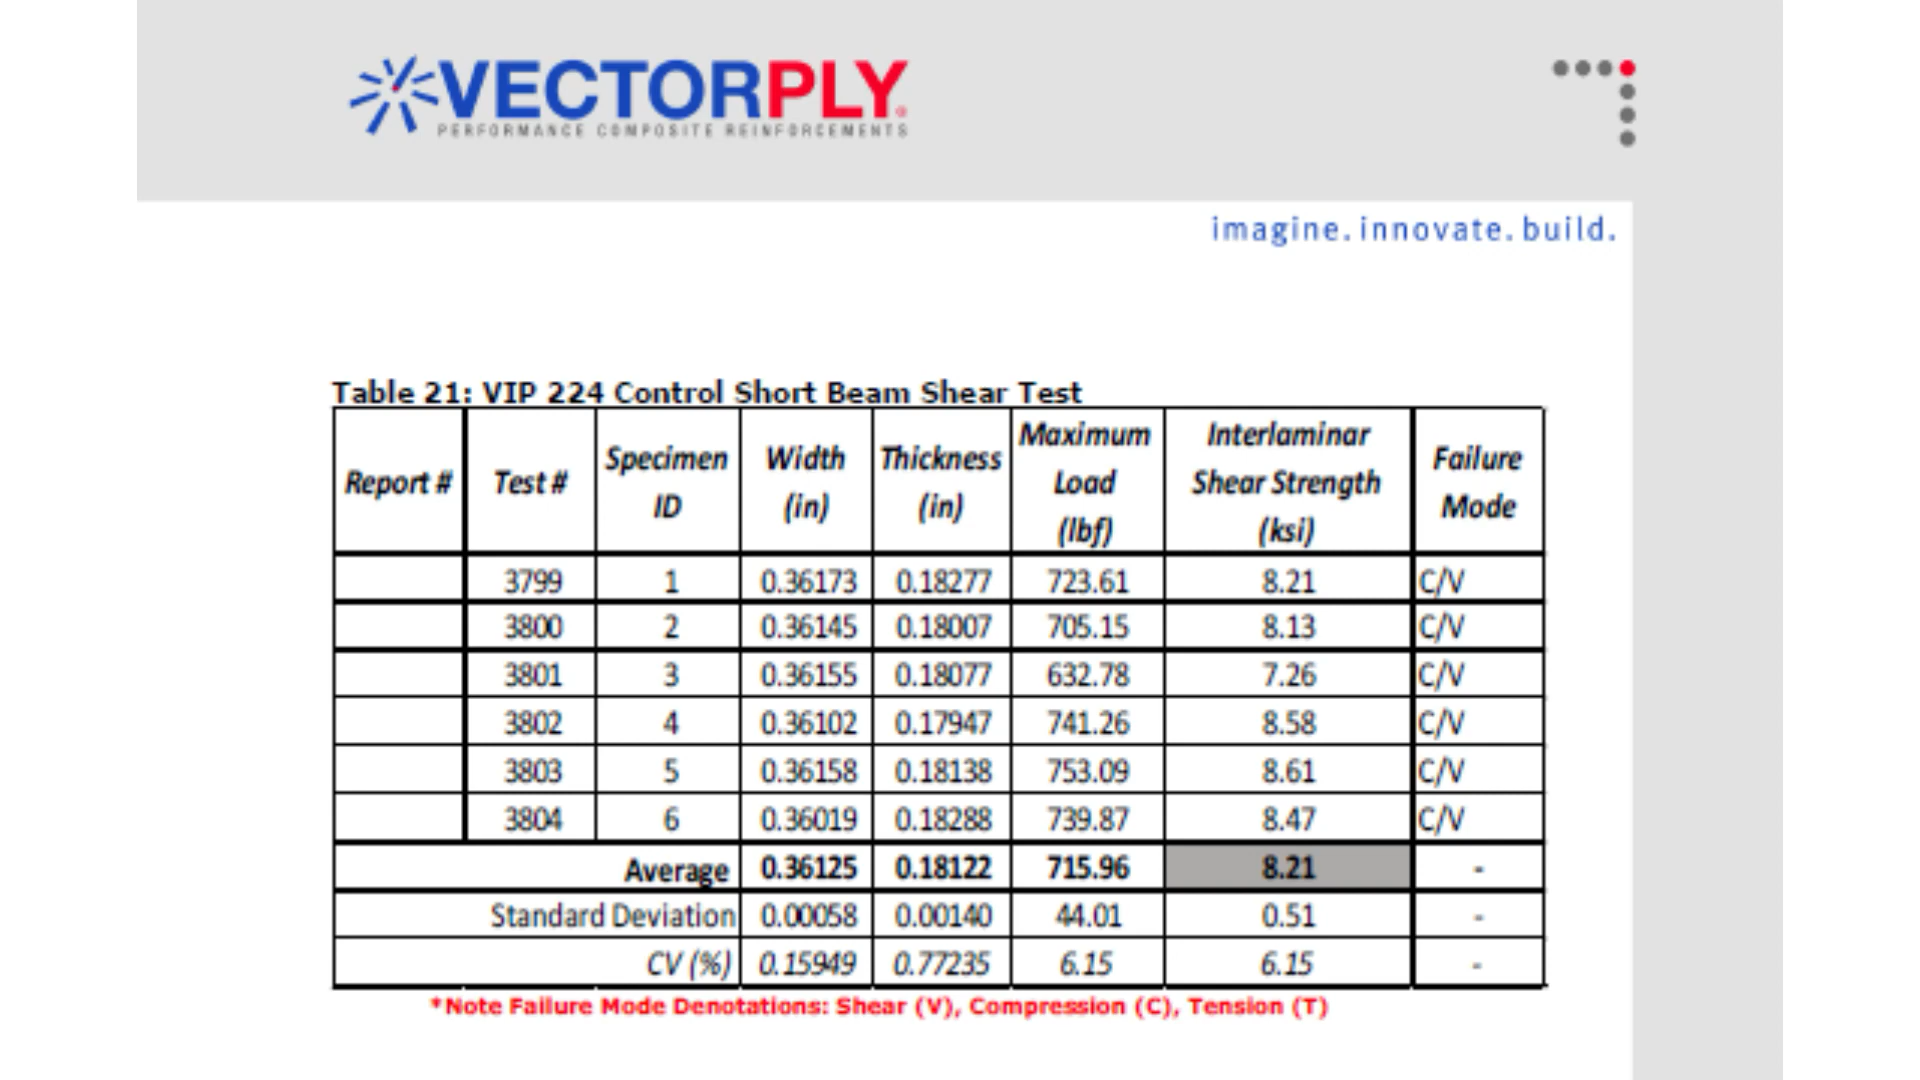 VECTORPLY®
PERFORMANCE COMPOSITE REINFORCEMENTS
imagine.innovate.build.
Table 21: VIP 224 Control Short Beam Shear Test
Report # Test # Specimen ID Width (in) Thickness (in) Maximum Load (lbf) Interlaminar Shear Strength (ksi) Failure Mode
3799 1 0.36173 0.18277 723.61 8.21 C/V
3800 2 0.36145 0.18007 705.15 8.13 C/V
3801 3 0.36155 0.18077 632.78 7.26 C/V
3802 4 0.36102 0.17947 741.26 8.58 C/V
3803 5 0.36158 0.18138 753.09 8.61 C/V
3804 6 0.36019 0.18288 739.87 8.47 C/V
Average 0.36125 0.18122 715.96 8.21 -
Standard Deviation 0.00058 0.00140 44.01 0.51 -
CV (%) 0.15949 0.77235 6.15 6.15 -
*Note Failure Mode Denotations: Shear (V), Compression (C), Tension (T)